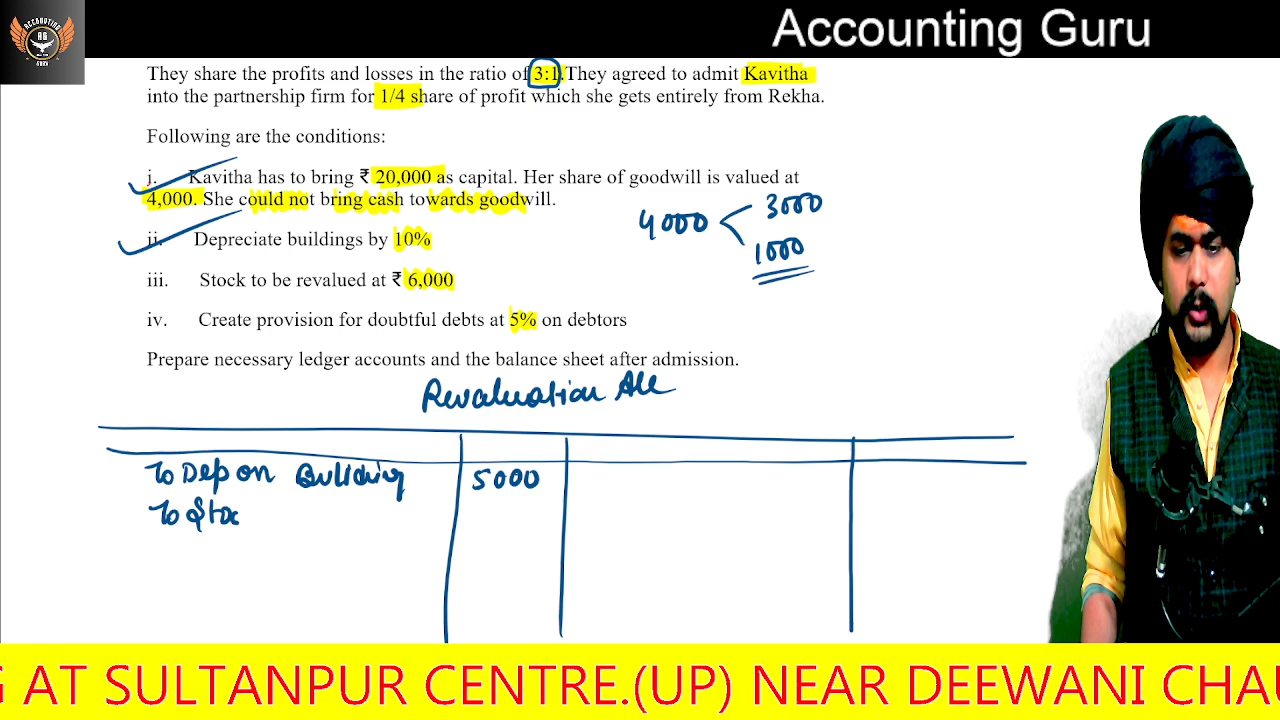 Accounting Guru
ACCOUNTING
AG
GURU
They share the profits and losses in the ratio of 3:1.They agreed to admit Kavitha
into the partnership firm for 1/4 share of profit which she gets entirely from Rekha.
Following are the conditions:
i. Kavitha has to bring ₹ 20,000 as capital. Her share of goodwill is valued at
4,000. She could not bring cash towards goodwill.
4000 < 3000
1000
ii. Depreciate buildings by 10%
iii. Stock to be revalued at ₹ 6,000
iv. Create provision for doubtful debts at 5% on debtors
Prepare necessary ledger accounts and the balance sheet after admission.
Revaluation A/c
To Dep on Building 5000
To Stoc
G AT SULTANPUR CENTRE.(UP) NEAR DEEWANI CHAU